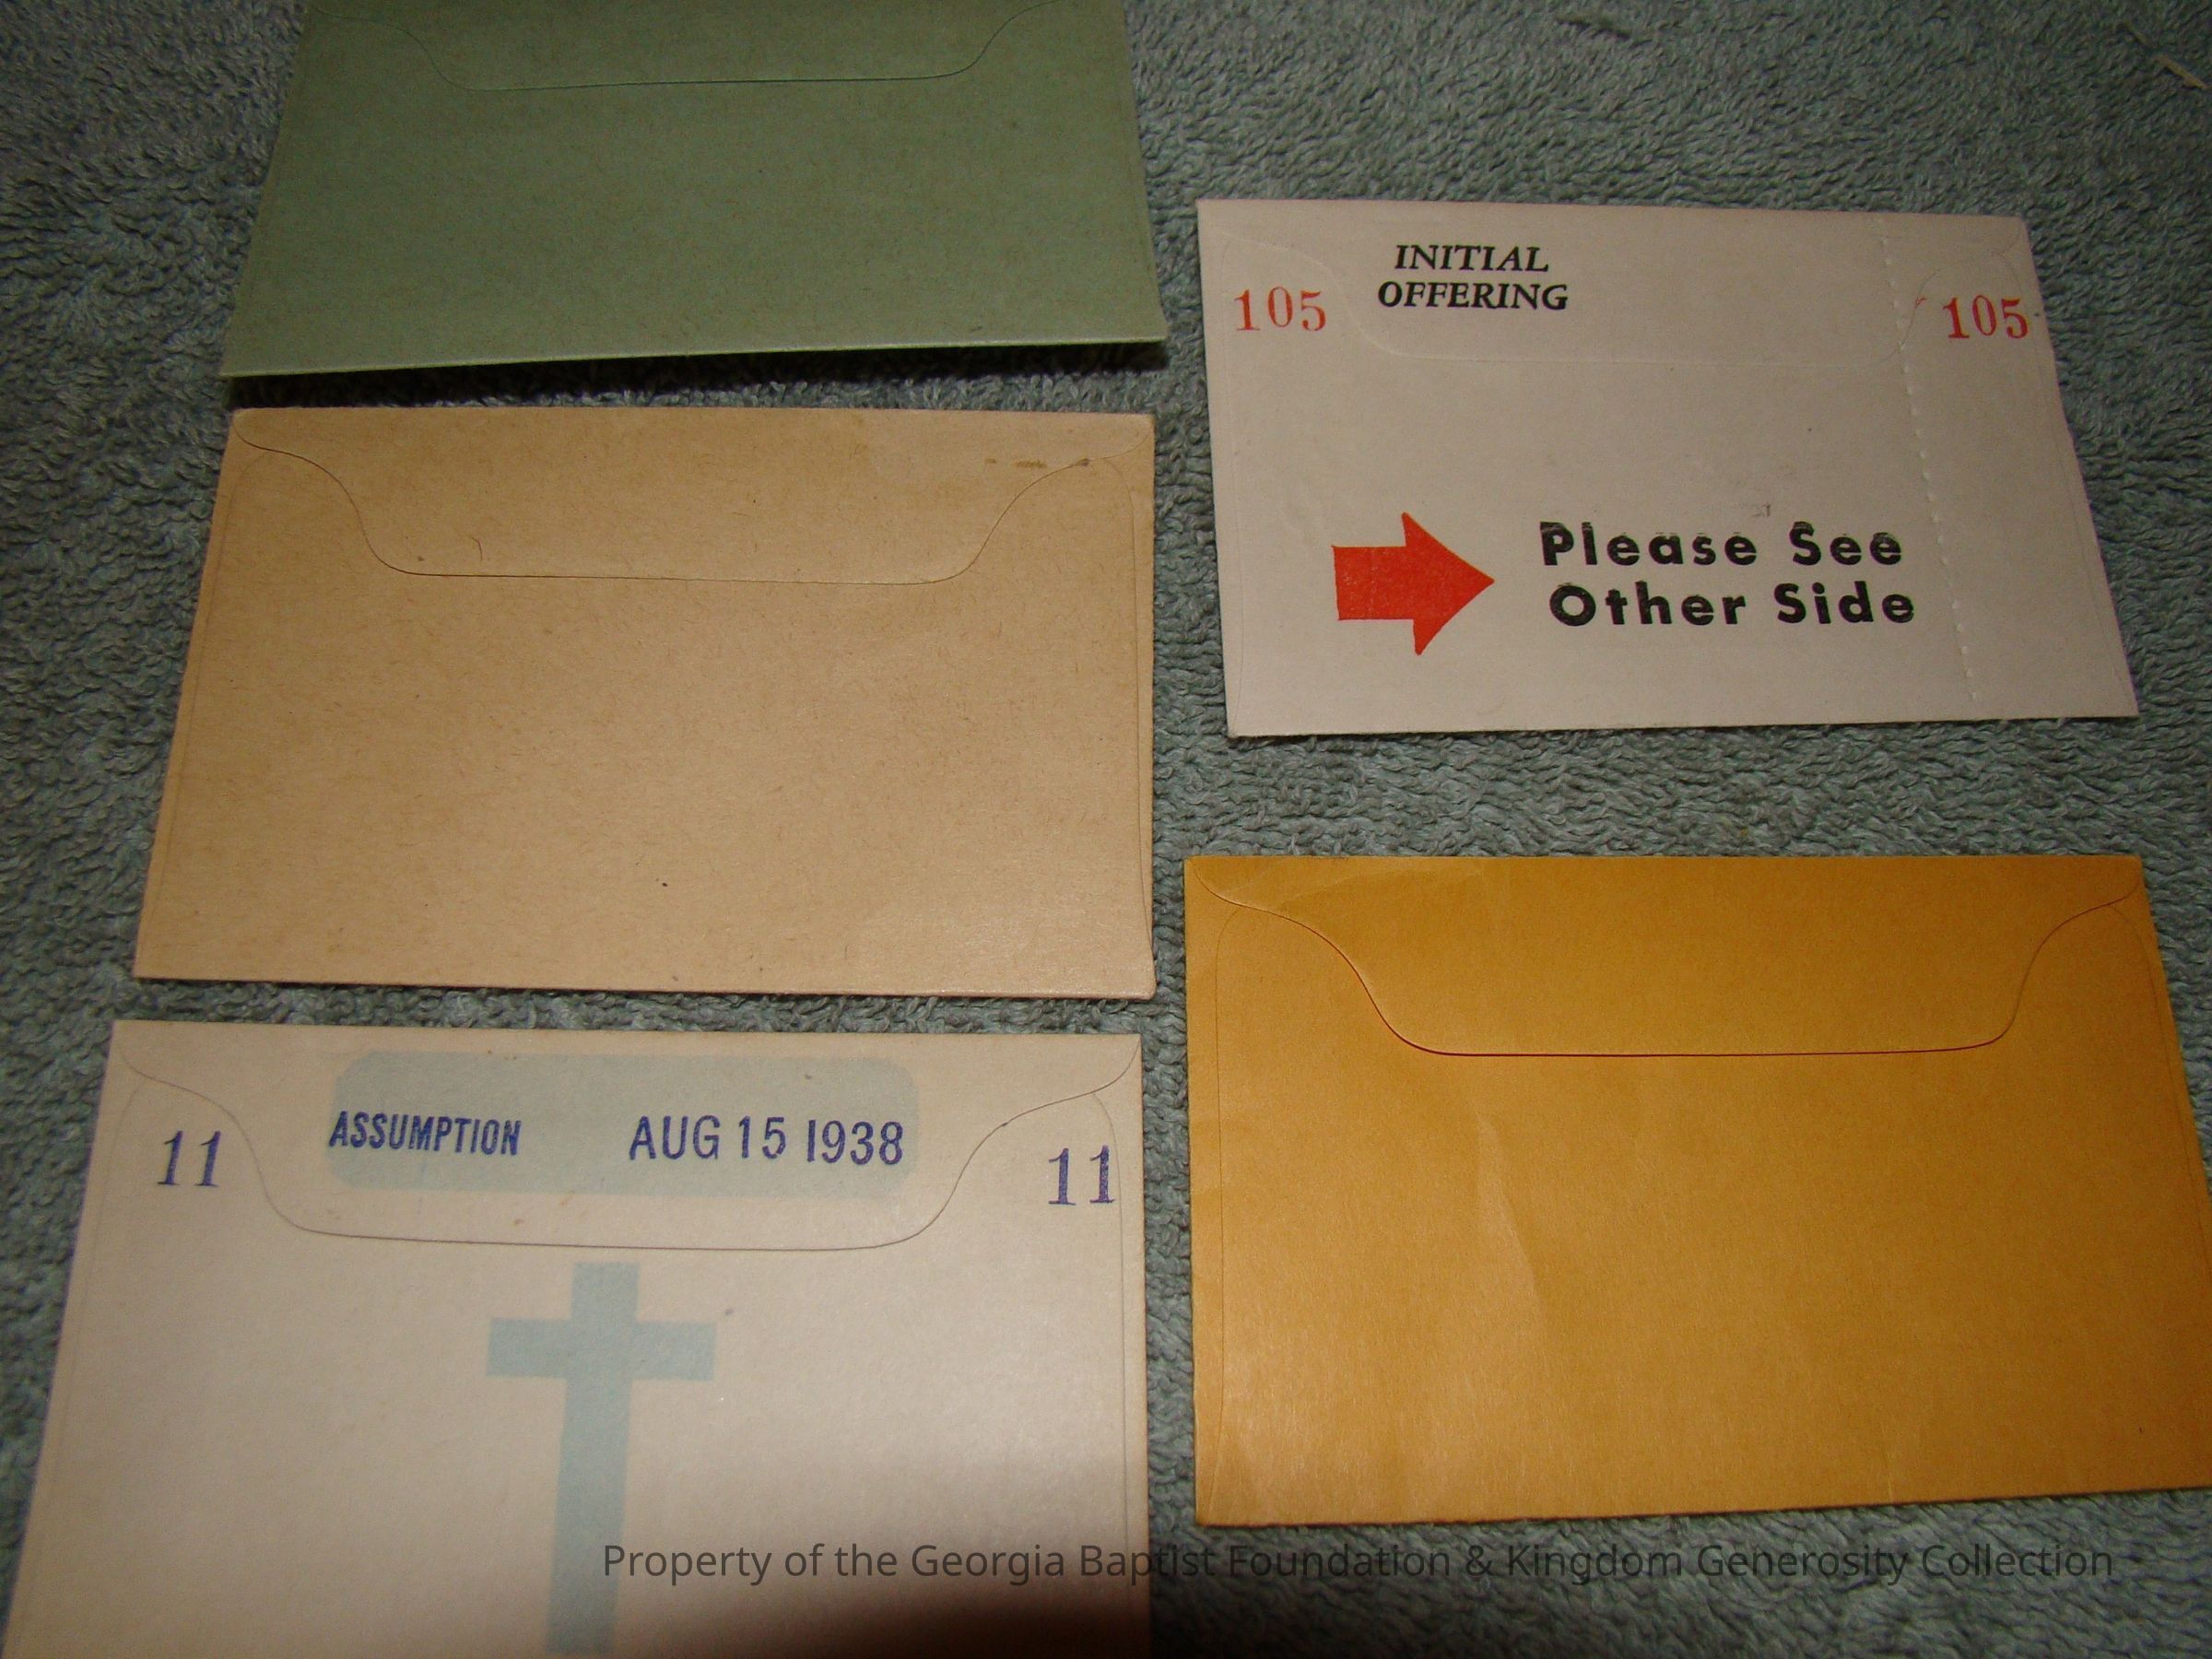 INITIAL
OFFERING
105
105
Please See
Other Side
ASSUMPTION AUG 15 1938
11
11
Property of the Georgia Baptist Foundation & Kingdom Generosity Collection